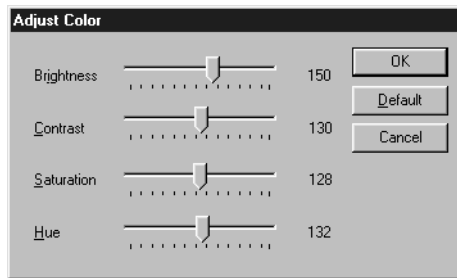 Adjust Color
Brightness 150
OK
Default
Contrast 130
Cancel
Saturation 128
Hue 132